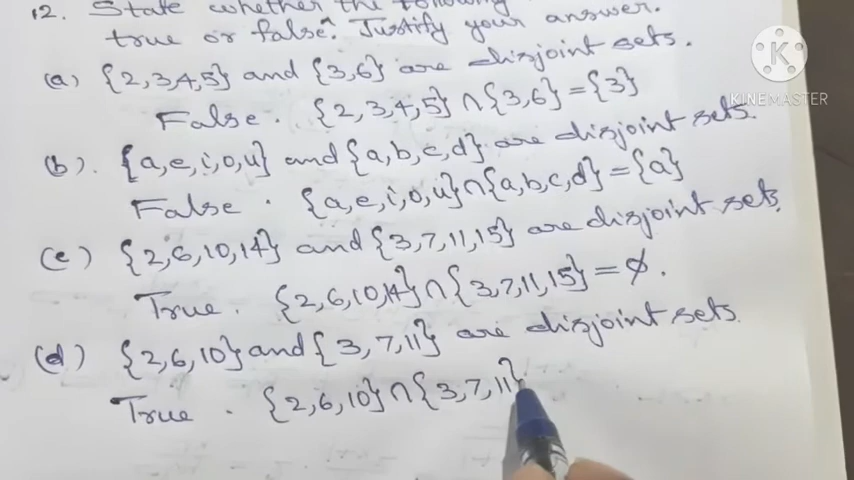 12. State whether the following
true or false. Justify your answer.
(a) {2,3,4,5} and {3,6} are disjoint sets.
False. {2,3,4,5} ∩ {3,6} = {3}
(b). {a,e,i,o,u} and {a,b,c,d} are disjoint sets.
False. {a,e,i,o,u} ∩ {a,b,c,d} = {a}
(c) {2,6,10,14} and {3,7,11,15} are disjoint sets.
True. {2,6,10,14} ∩ {3,7,11,15} = ϕ.
(d) {2,6,10} and {3,7,11} are disjoint sets.
True. {2,6,10} ∩ {3,7,11}
K
KINEMASTER